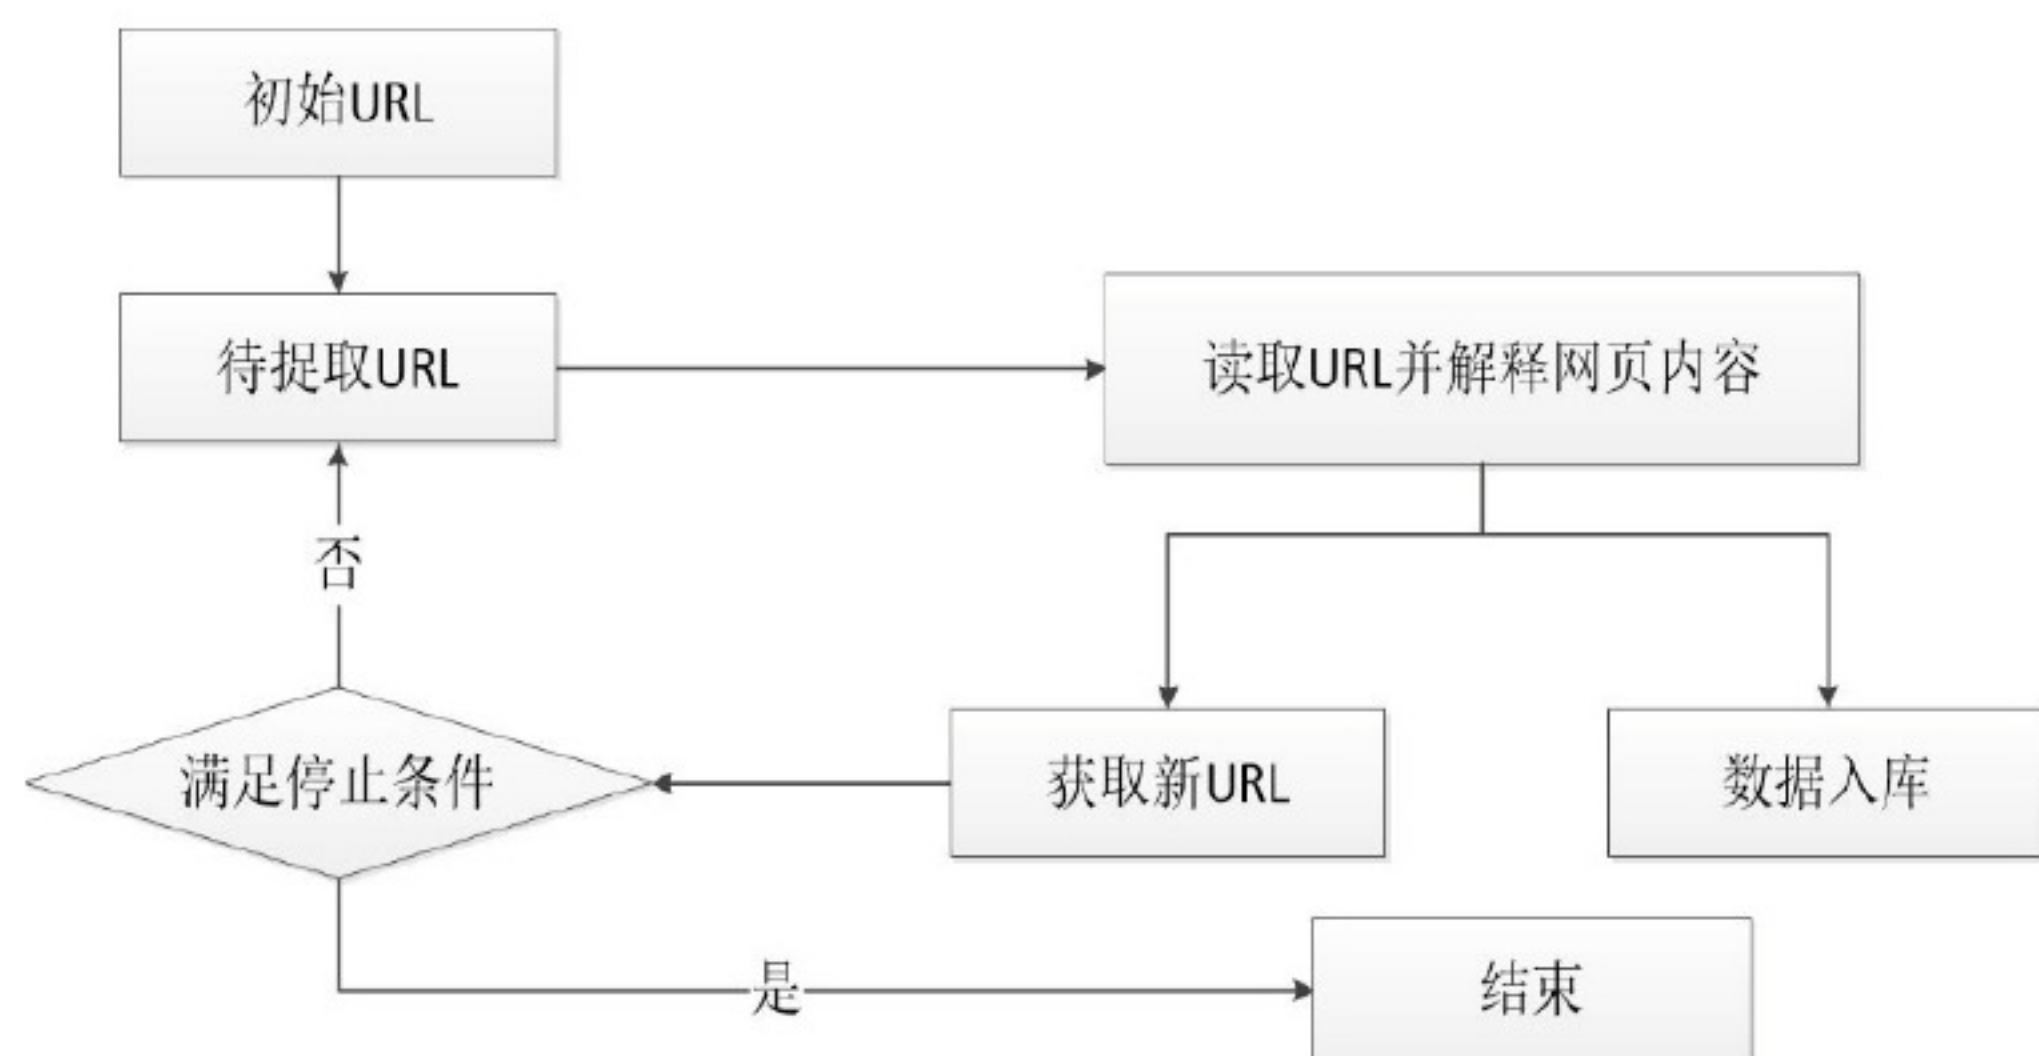 初始URL
待捉取URL
读取URL并解释网页内容
否
满足停止条件
获取新URL
数据入库
是
结束